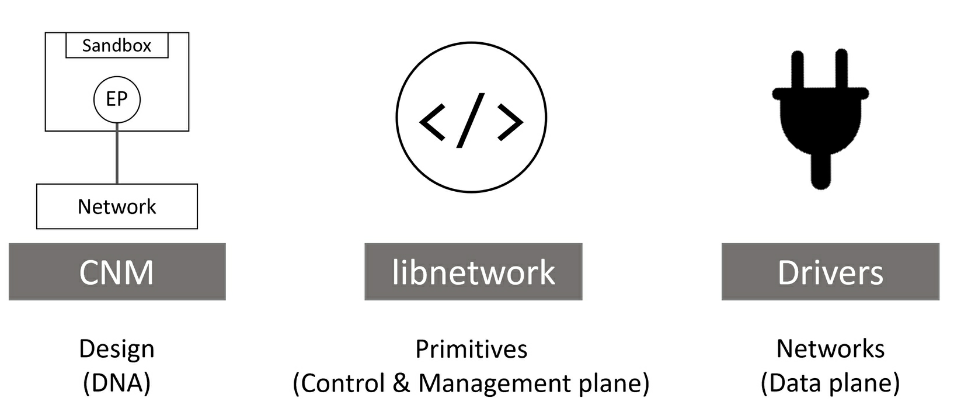 Sandbox
EP
Network
CNM
Design
(DNA)
</>
libnetwork
Primitives
(Control & Management plane)
Drivers
Networks
(Data plane)